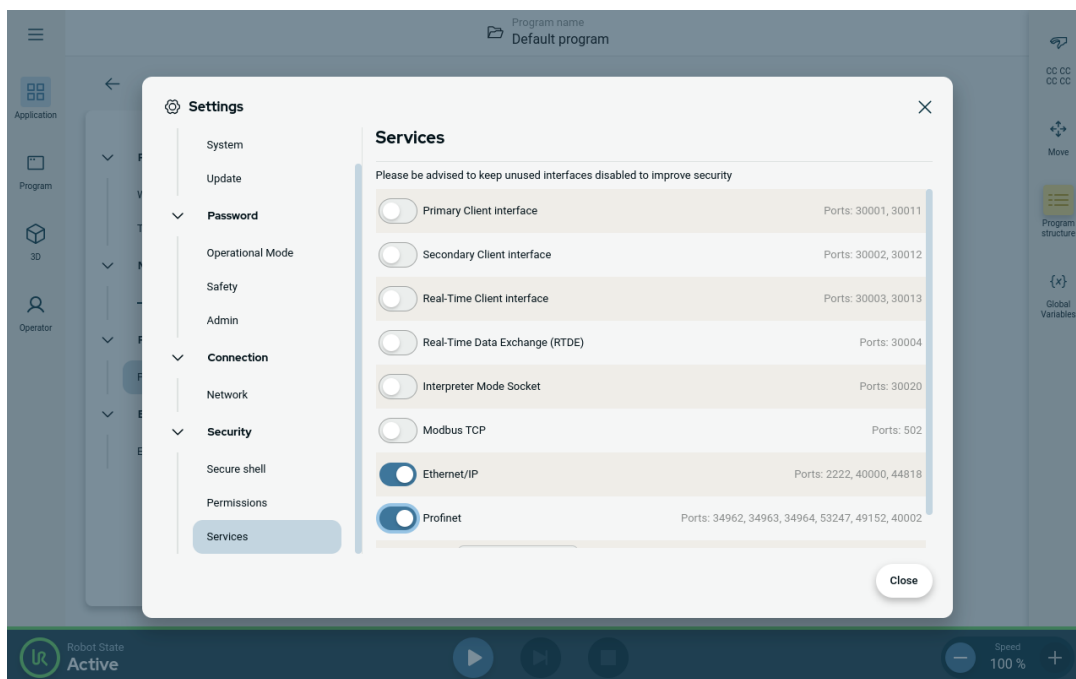 Program name
Default program
Application
Program
3D
Operator
Settings
System
Update
Password
Operational Mode
Safety
Admin
Connection
Network
Security
Secure shell
Permissions
Services
Services
Please be advised to keep unused interfaces disabled to improve security
Primary Client interface Ports: 30001, 30011
Secondary Client interface Ports: 30002, 30012
Real-Time Client interface Ports: 30003, 30013
Real-Time Data Exchange (RTDE) Ports: 30004
Interpreter Mode Socket Ports: 30020
Modbus TCP Ports: 502
Ethernet/IP Ports: 2222, 40000, 44818
Profinet Ports: 34962, 34963, 34964, 53247, 49152, 40002
Close
CC CC
CC CC
Move
Program
structure
{x}
Global
Variables
UR
Robot State
Active
Speed
100 %